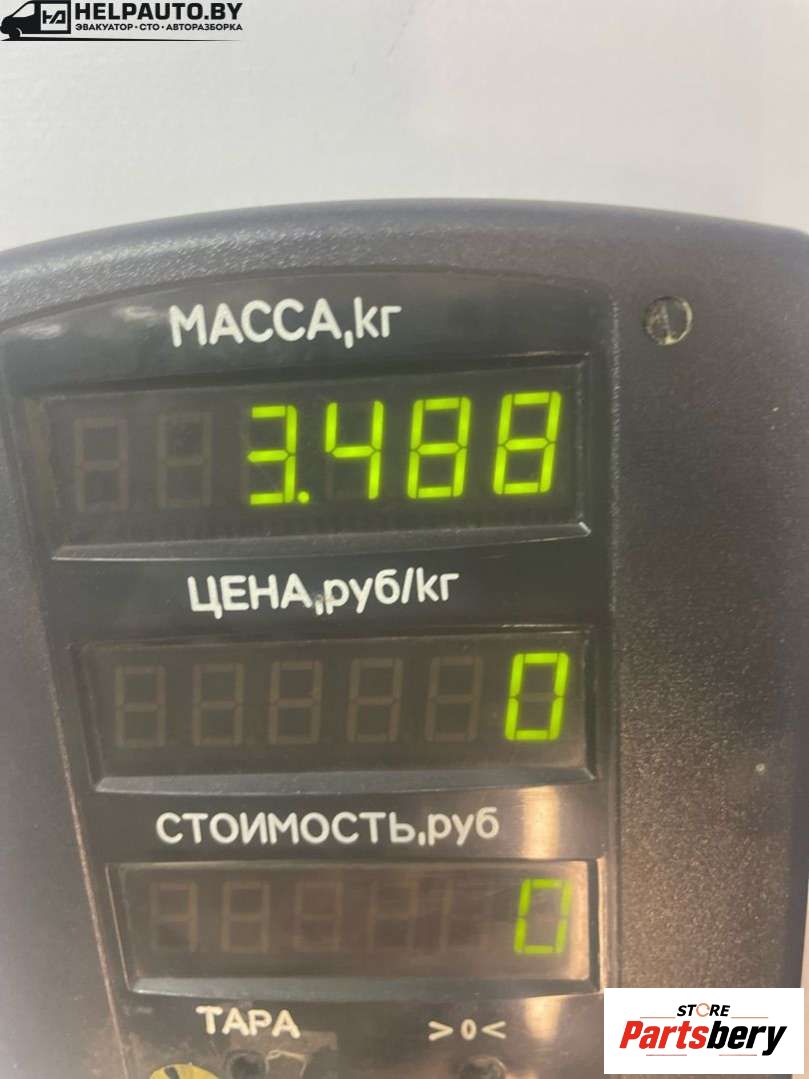 HELPAUTO.BY
ЭВАКУАТОР • СТО • АВТОРАЗБОРКА
МАССА,кг
3.488
ЦЕНА,руб/кг
0
СТОИМОСТЬ,руб
0
ТАРА >0<
STORE
Partsbery